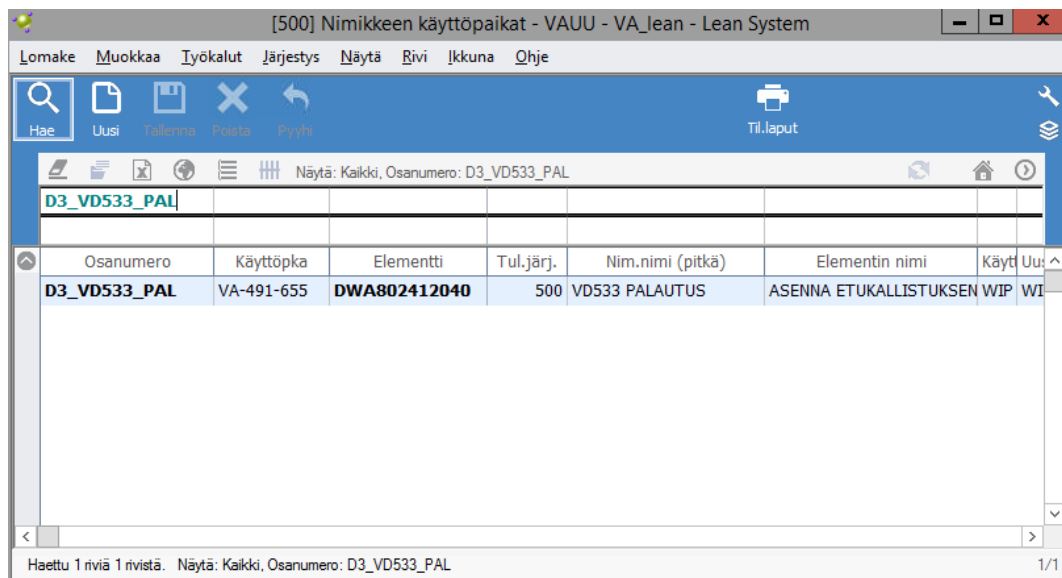 [500] Nimikkeen käyttöpaikat - VAUU - VA_lean - Lean System
Lomake Muokkaa Työkalut Järjestys Näytä Rivi Ikkuna Ohje
Hae Uusi Tallenna Poista Pyyhi Til.laput
Näytä: Kaikki, Osanumero: D3_VD533_PAL
D3_VD533_PAL
Osanumero Käyttöpka Elementti Tul.järj. Nim.nimi (pitkä) Elementin nimi Käytt Uus
D3_VD533_PAL VA-491-655 DWA802412040 500 VD533 PALAUTUS ASENNA ETUKALLISTUKSEN WIP WI
Haettu 1 riviä 1 rivistä. Näytä: Kaikki, Osanumero: D3_VD533_PAL 1/1